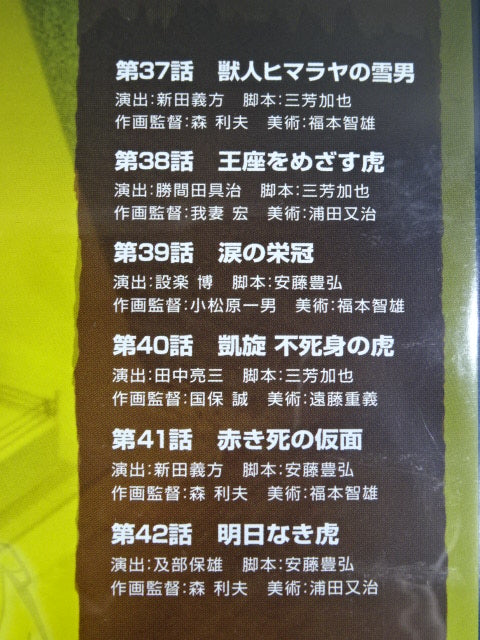 第37話　獣人ヒマラヤの雪男
演出：新田義方　脚本：三芳加也
作画監督：森 利夫　美術：福本智雄
第38話　王座をめざす虎
演出：勝間田具治　脚本：三芳加也
作画監督：我妻 宏　美術：浦田又治
第39話　涙の栄冠
演出：設楽 博　脚本：安藤豊弘
作画監督：小松原一男　美術：福本智雄
第40話　凱旋 不死身の虎
演出：田中亮三　脚本：三芳加也
作画監督：国保 誠　美術：遠藤重義
第41話　赤き死の仮面
演出：新田義方　脚本：安藤豊弘
作画監督：森 利夫　美術：福本智雄
第42話　明日なき虎
演出：及部保雄　脚本：安藤豊弘
作画監督：森 利夫　美術：浦田又治